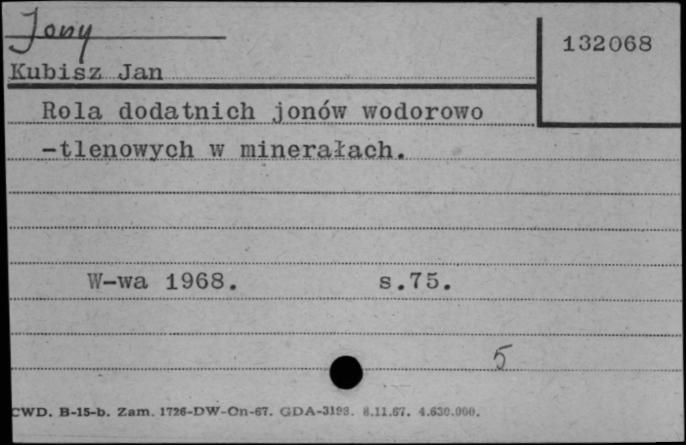 Jony
132068
Kubisz Jan
Rola dodatnich jonów wodorowo
-tlenowych w minerałach.
W-wa 1968. s.75.
5
CWD. B-15-b. Zam. 1726-DW-On-67. GDA-3193. 8.11.67. 4.630.000.